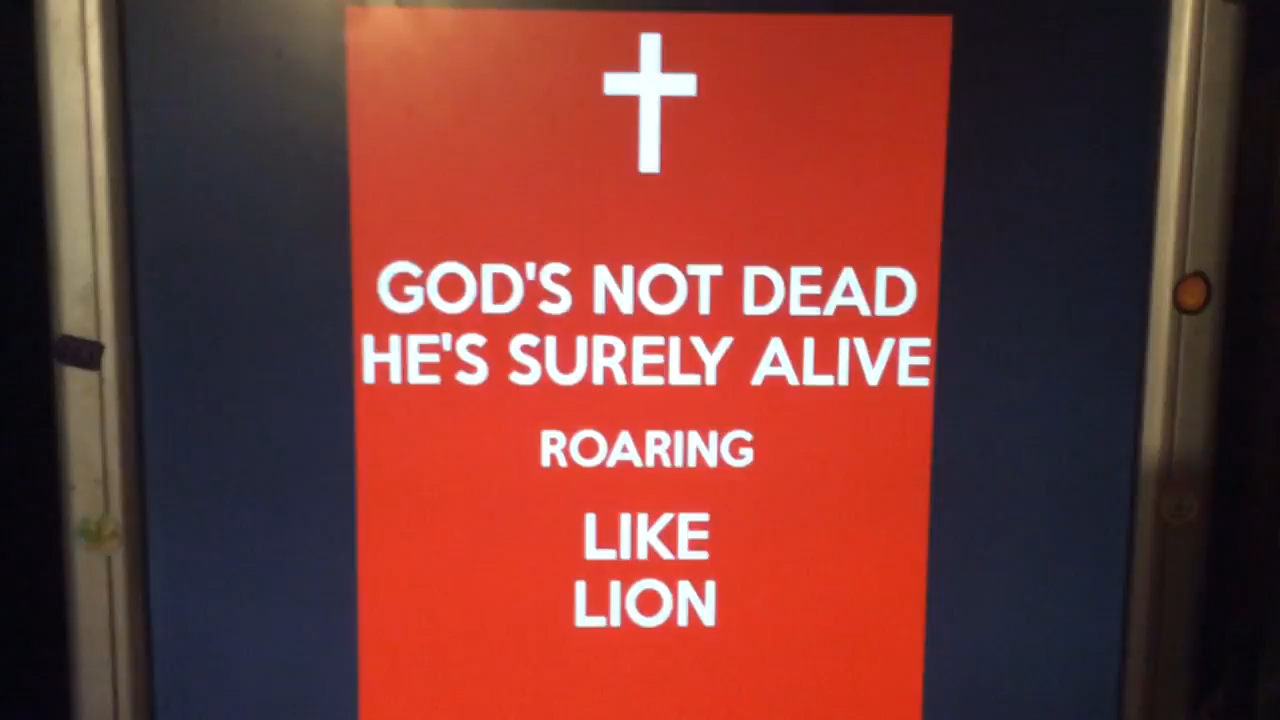 GOD'S NOT DEAD
HE'S SURELY ALIVE
ROARING
LIKE
LION